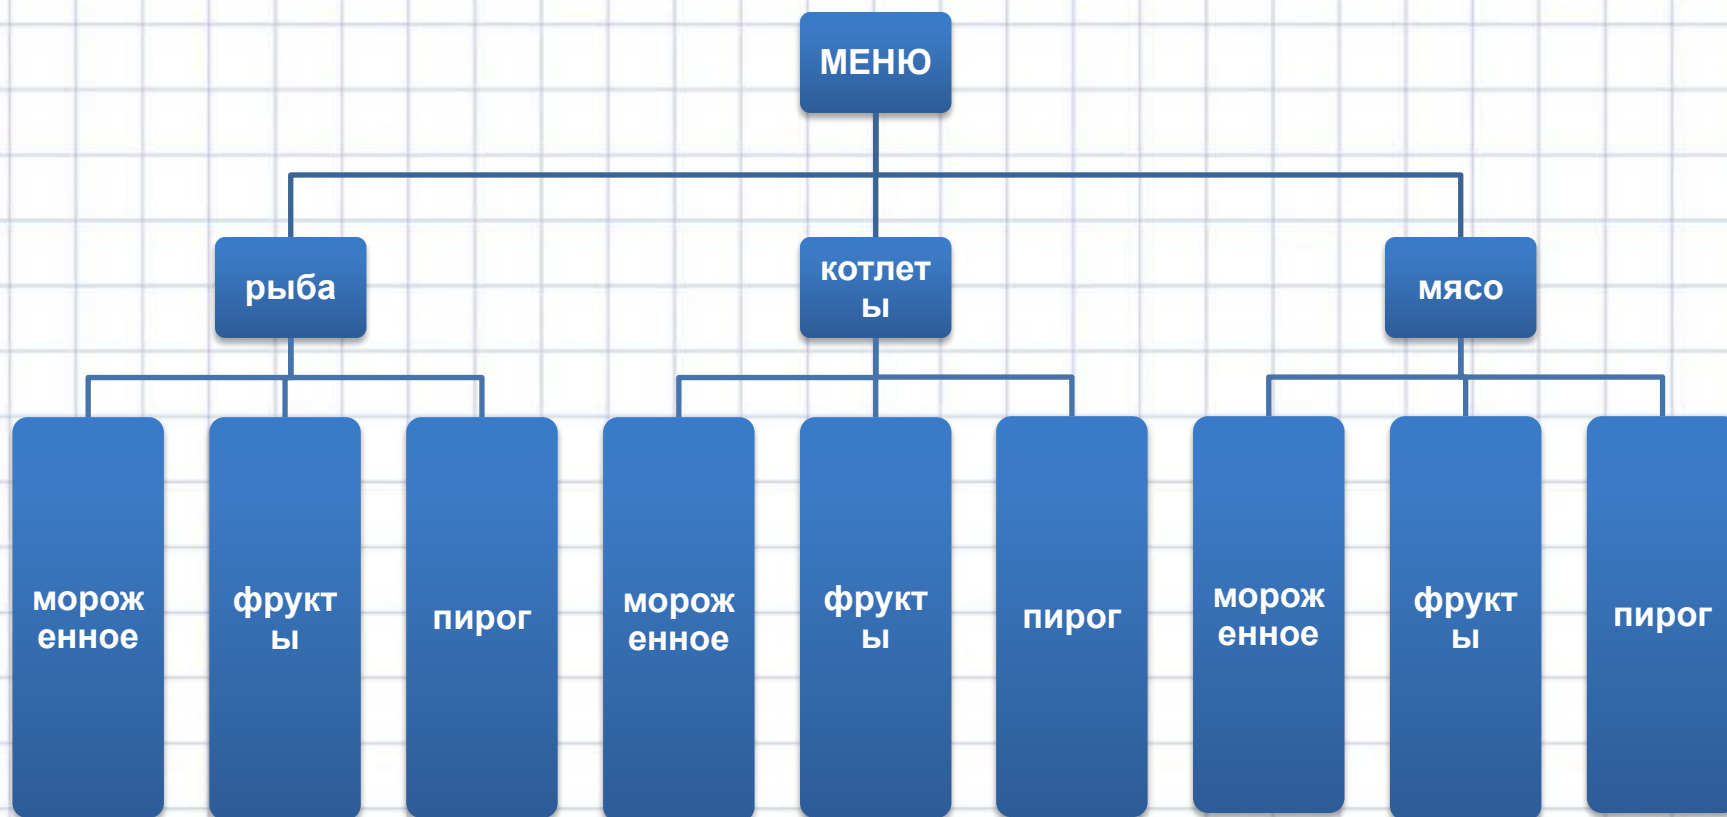 МЕНЮ
рыба
котлет
ы
мясо
морож
енное
фрукт
ы
пирог
морож
енное
фрукт
ы
пирог
морож
енное
фрукт
ы
пирог